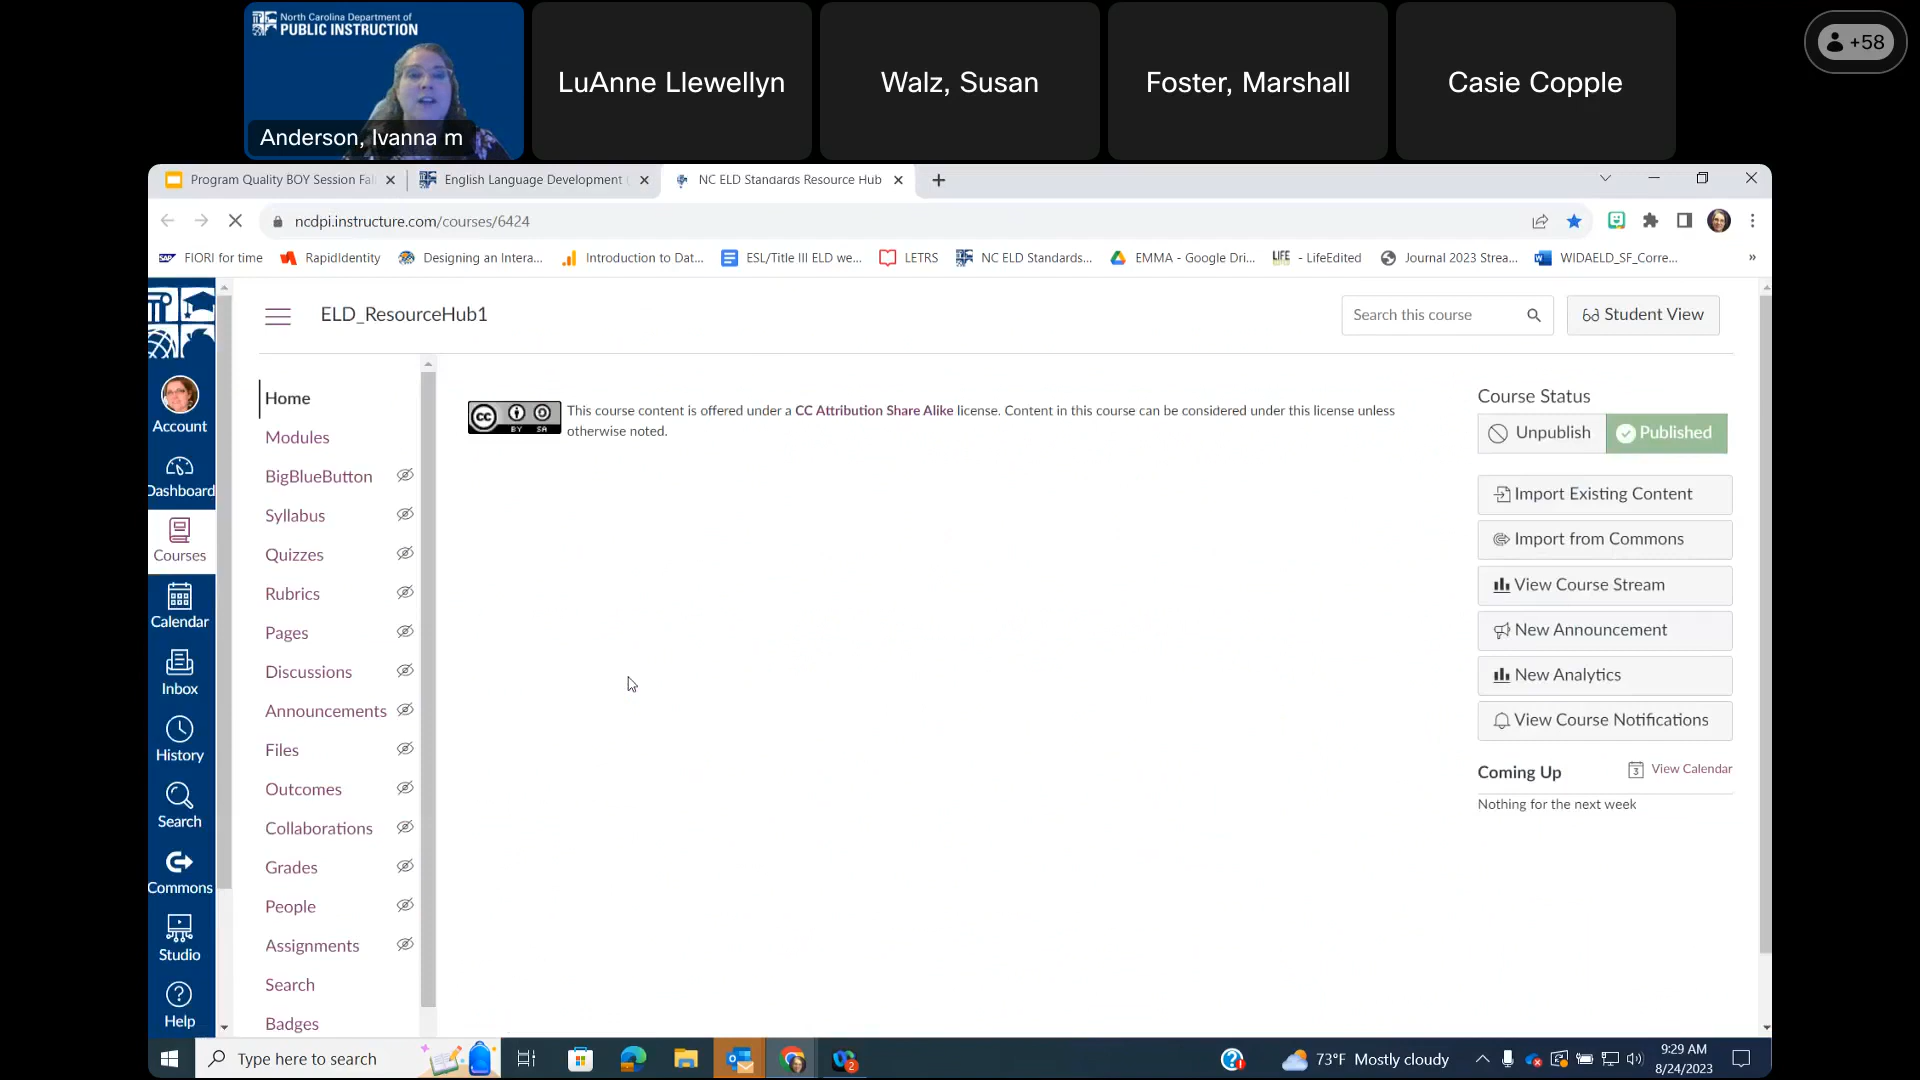 North Carolina Department of
PUBLIC INSTRUCTION
Anderson, Ivanna m
LuAnne Llewellyn
Walz, Susan
Foster, Marshall
Casie Copple
+58
Program Quality BOY Session Fal
English Language Development (
NC ELD Standards Resource Hub
ncdpi.instructure.com/courses/6424
FIORI for time
RapidIdentity
Designing an Intera...
Introduction to Dat...
ESL/Title III ELD we...
LETRS
NC ELD Standards...
EMMA - Google Dri...
LIFE - LifeEdited
Journal 2023 Strea...
WIDAELD_SF_Corre...
»
ELD_ResourceHub1
Search this course
Student View
Account
Dashboard
Courses
Calendar
Inbox
History
Search
Commons
Studio
Help
Home
Modules
BigBlueButton
Syllabus
Quizzes
Rubrics
Pages
Discussions
Announcements
Files
Outcomes
Collaborations
Grades
People
Assignments
Search
Badges
CC BY SA
This course content is offered under a CC Attribution Share Alike license. Content in this course can be considered under this license unless
otherwise noted.
Course Status
Unpublish
Published
Import Existing Content
Import from Commons
View Course Stream
New Announcement
New Analytics
View Course Notifications
Coming Up
3 View Calendar
Nothing for the next week
Type here to search
2
73°F Mostly cloudy
9:29 AM
8/24/2023